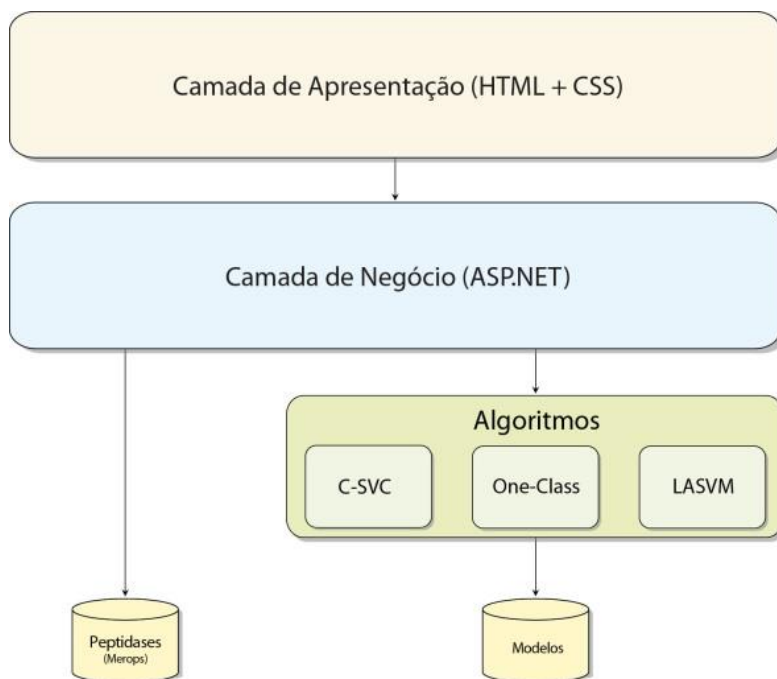 Camada de Apresentação (HTML + CSS)
Camada de Negócio (ASP.NET)
Algoritmos
C-SVC
One-Class
LASVM
Peptidases
(Merops)
Modelos